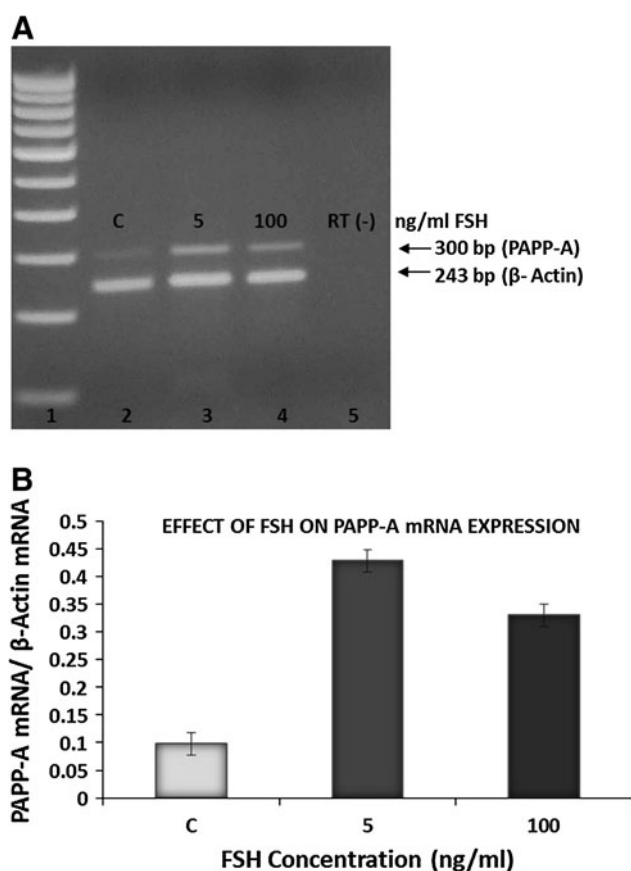 A
C 5 100 RT (-) ng/ml FSH
300 bp (PAPP-A)
243 bp (β- Actin)
1 2 3 4 5
B
EFFECT OF FSH ON PAPP-A mRNA EXPRESSION
PAPP-A mRNA/ β-Actin mRNA
0.5
0.45
0.4
0.35
0.3
0.25
0.2
0.15
0.1
0.05
0
C 5 100
FSH Concentration (ng/ml)